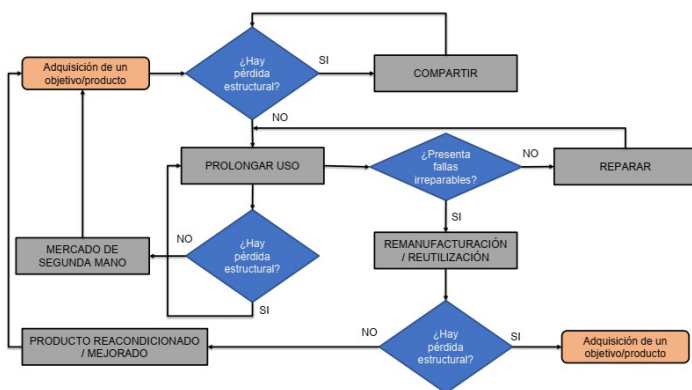 Adquisición de un
objetivo/producto
¿Hay
pérdida
estructural?
SI
COMPARTIR
NO
PROLONGAR USO
¿Presenta
fallas
irreparables?
NO
REPARAR
SI
MERCADO DE
SEGUNDA MANO
NO
¿Hay
pérdida
estructural?
SI
REMANUFACTURACIÓN
/ REUTILIZACIÓN
PRODUCTO REACONDICIONADO
/ MEJORADO
NO
¿Hay
pérdida
estructural?
SI
Adquisición de un
objetivo/producto